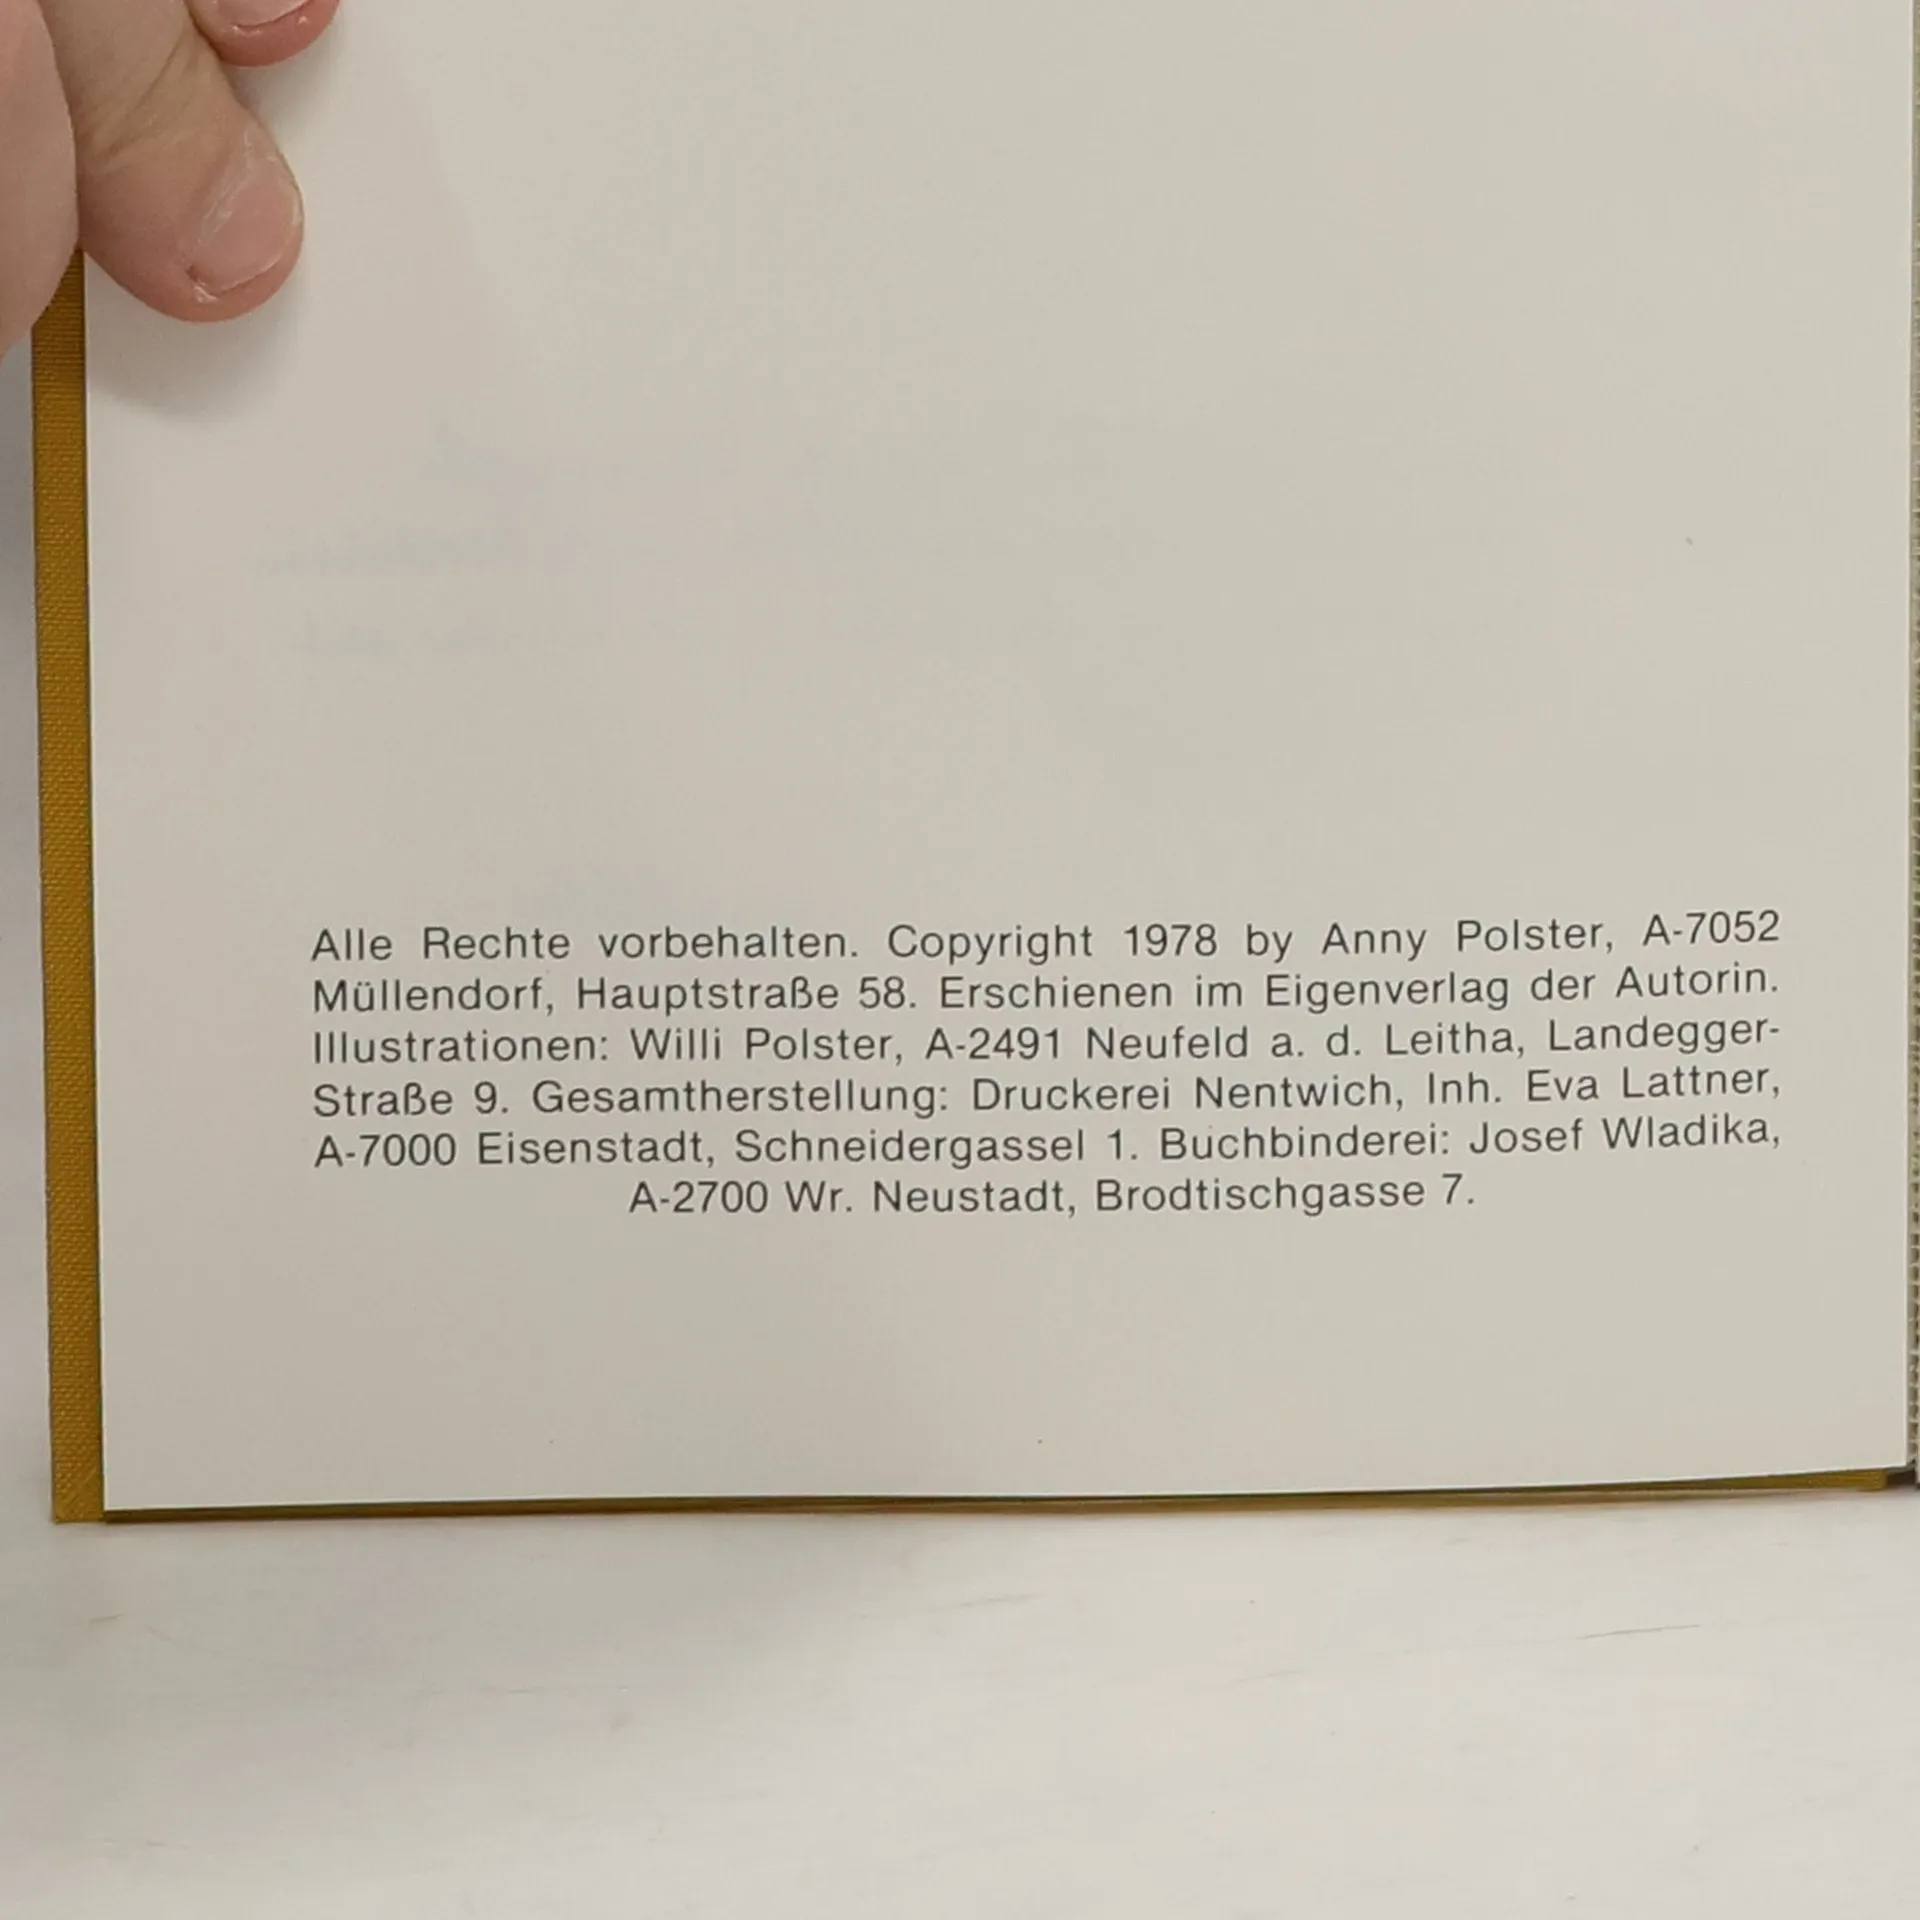 Alle Rechte vorbehalten. Copyright 1978 by Anny Polster, A-7052
Müllendorf, Hauptstraße 58. Erschienen im Eigenverlag der Autorin.
Illustrationen: Willi Polster, A-2491 Neufeld a. d. Leitha, Landegger-
Straße 9. Gesamtherstellung: Druckerei Nentwich, Inh. Eva Lattner,
A-7000 Eisenstadt, Schneidergassel 1. Buchbinderei: Josef Wladika,
A-2700 Wr. Neustadt, Brodtischgasse 7.